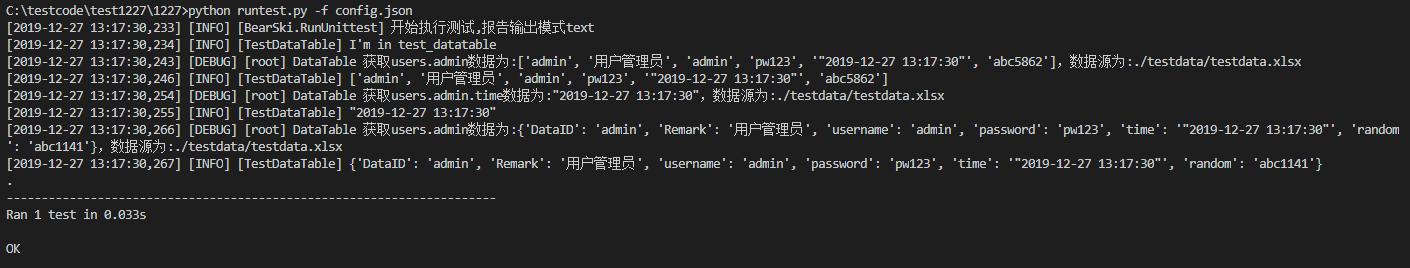 C:\testcode\test1227\1227>python runtest.py -f config.json
[2019-12-27 13:17:30,233] [INFO] [BearSki.RunUnittest] 开始执行测试,报告输出模式text
[2019-12-27 13:17:30,234] [INFO] [TestDataTable] I'm in test_datatable
[2019-12-27 13:17:30,243] [DEBUG] [root] DataTable 获取users.admin数据为:['admin', '用户管理员', 'admin', 'pw123', '"2019-12-27 13:17:30"', 'abc5862']，数据源为:./testdata/testdata.xlsx
[2019-12-27 13:17:30,246] [INFO] [TestDataTable] ['admin', '用户管理员', 'admin', 'pw123', '"2019-12-27 13:17:30"', 'abc5862']
[2019-12-27 13:17:30,254] [DEBUG] [root] DataTable 获取users.admin.time数据为:"2019-12-27 13:17:30"，数据源为:./testdata/testdata.xlsx
[2019-12-27 13:17:30,255] [INFO] [TestDataTable] "2019-12-27 13:17:30"
[2019-12-27 13:17:30,266] [DEBUG] [root] DataTable 获取users.admin数据为:{'DataID': 'admin', 'Remark': '用户管理员', 'username': 'admin', 'password': 'pw123', 'time': '"2019-12-27 13:17:30"', 'random
': 'abc1141'}，数据源为:./testdata/testdata.xlsx
[2019-12-27 13:17:30,267] [INFO] [TestDataTable] {'DataID': 'admin', 'Remark': '用户管理员', 'username': 'admin', 'password': 'pw123', 'time': '"2019-12-27 13:17:30"', 'random': 'abc1141'}
.
----------------------------------------------------------------------
Ran 1 test in 0.033s
OK